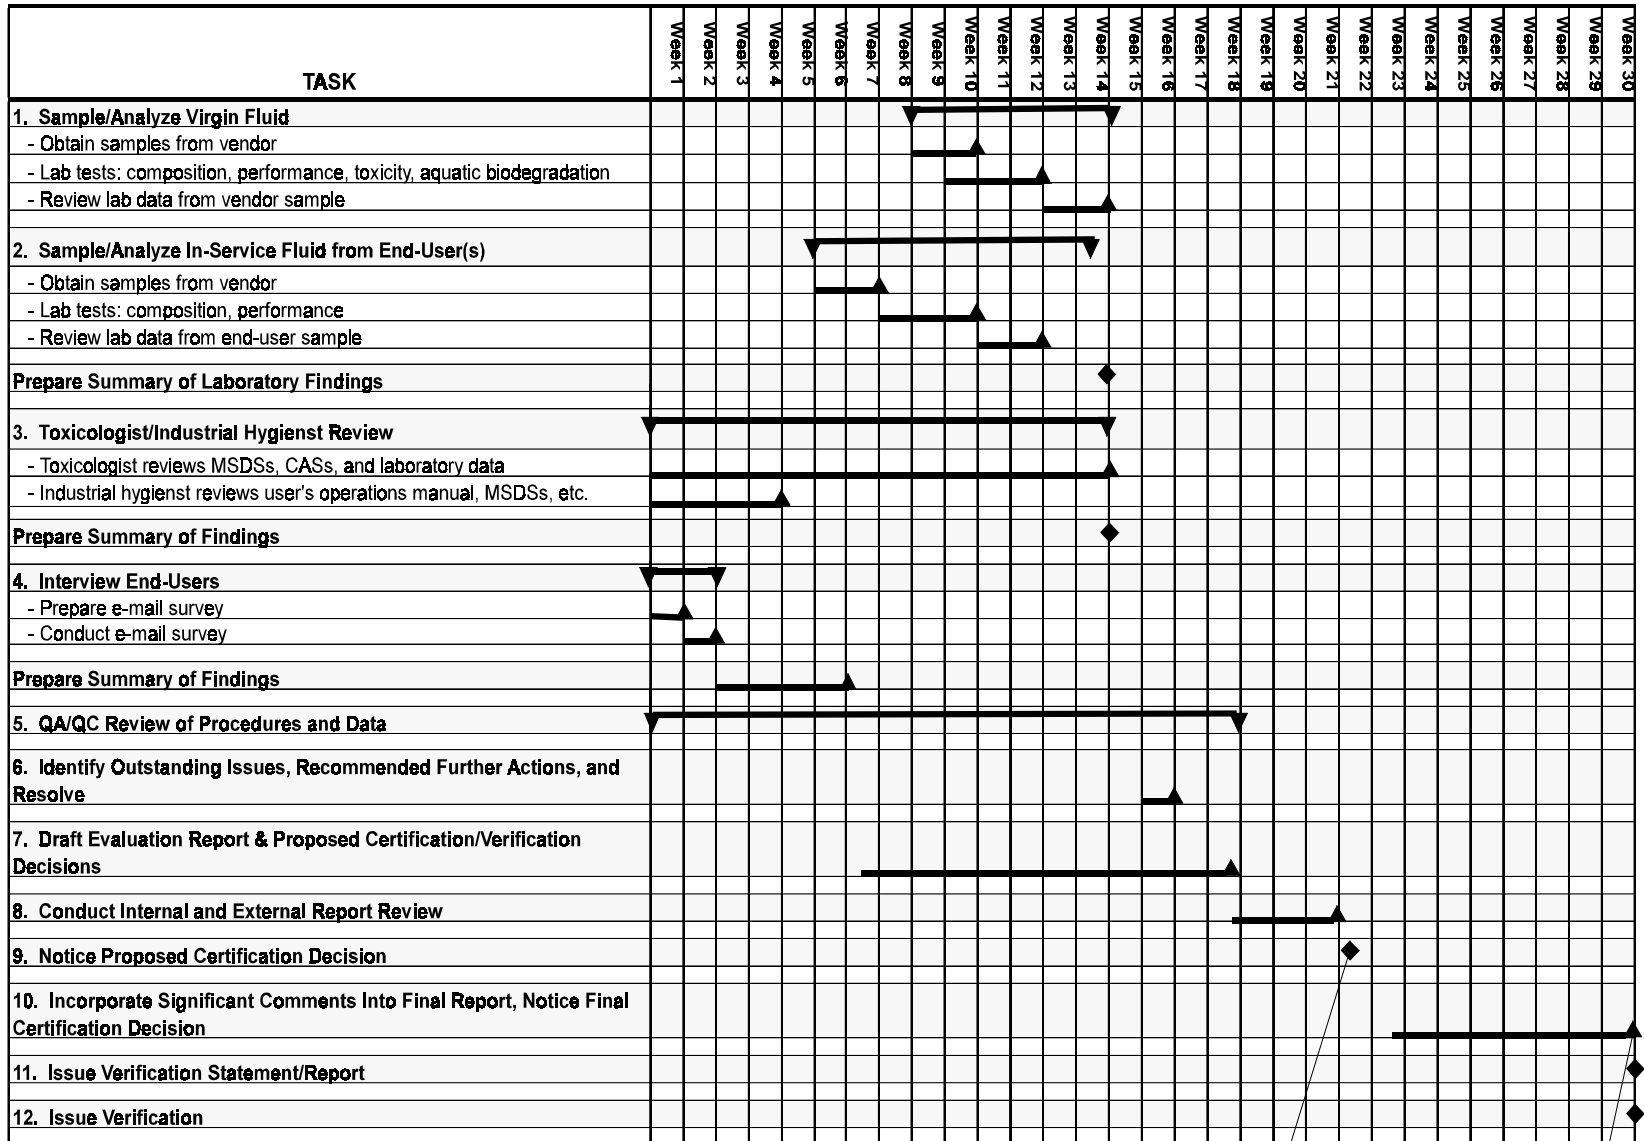 TASK
Week 1
Week 2
Week 3
Week 4
Week 5
Week 6
Week 7
Week 8
Week 9
Week 10
Week 11
Week 12
Week 13
Week 14
Week 15
Week 16
Week 17
Week 18
Week 19
Week 20
Week 21
Week 22
Week 23
Week 24
Week 25
Week 26
Week 27
Week 28
Week 29
Week 30
1. Sample/Analyze Virgin Fluid
- Obtain samples from vendor
- Lab tests: composition, performance, toxicity, aquatic biodegradation
- Review lab data from vendor sample
2. Sample/Analyze In-Service Fluid from End-User(s)
- Obtain samples from vendor
- Lab tests: composition, performance
- Review lab data from end-user sample
Prepare Summary of Laboratory Findings
3. Toxicologist/Industrial Hygienst Review
- Toxicologist reviews MSDSs, CASs, and laboratory data
- Industrial hygienst reviews user's operations manual, MSDSs, etc.
Prepare Summary of Findings
4. Interview End-Users
- Prepare e-mail survey
- Conduct e-mail survey
Prepare Summary of Findings
5. QA/QC Review of Procedures and Data
6. Identify Outstanding Issues, Recommended Further Actions, and
Resolve
7. Draft Evaluation Report & Proposed Certification/Verification
Decisions
8. Conduct Internal and External Report Review
9. Notice Proposed Certification Decision
10. Incorporate Significant Comments Into Final Report, Notice Final
Certification Decision
11. Issue Verification Statement/Report
12. Issue Verification